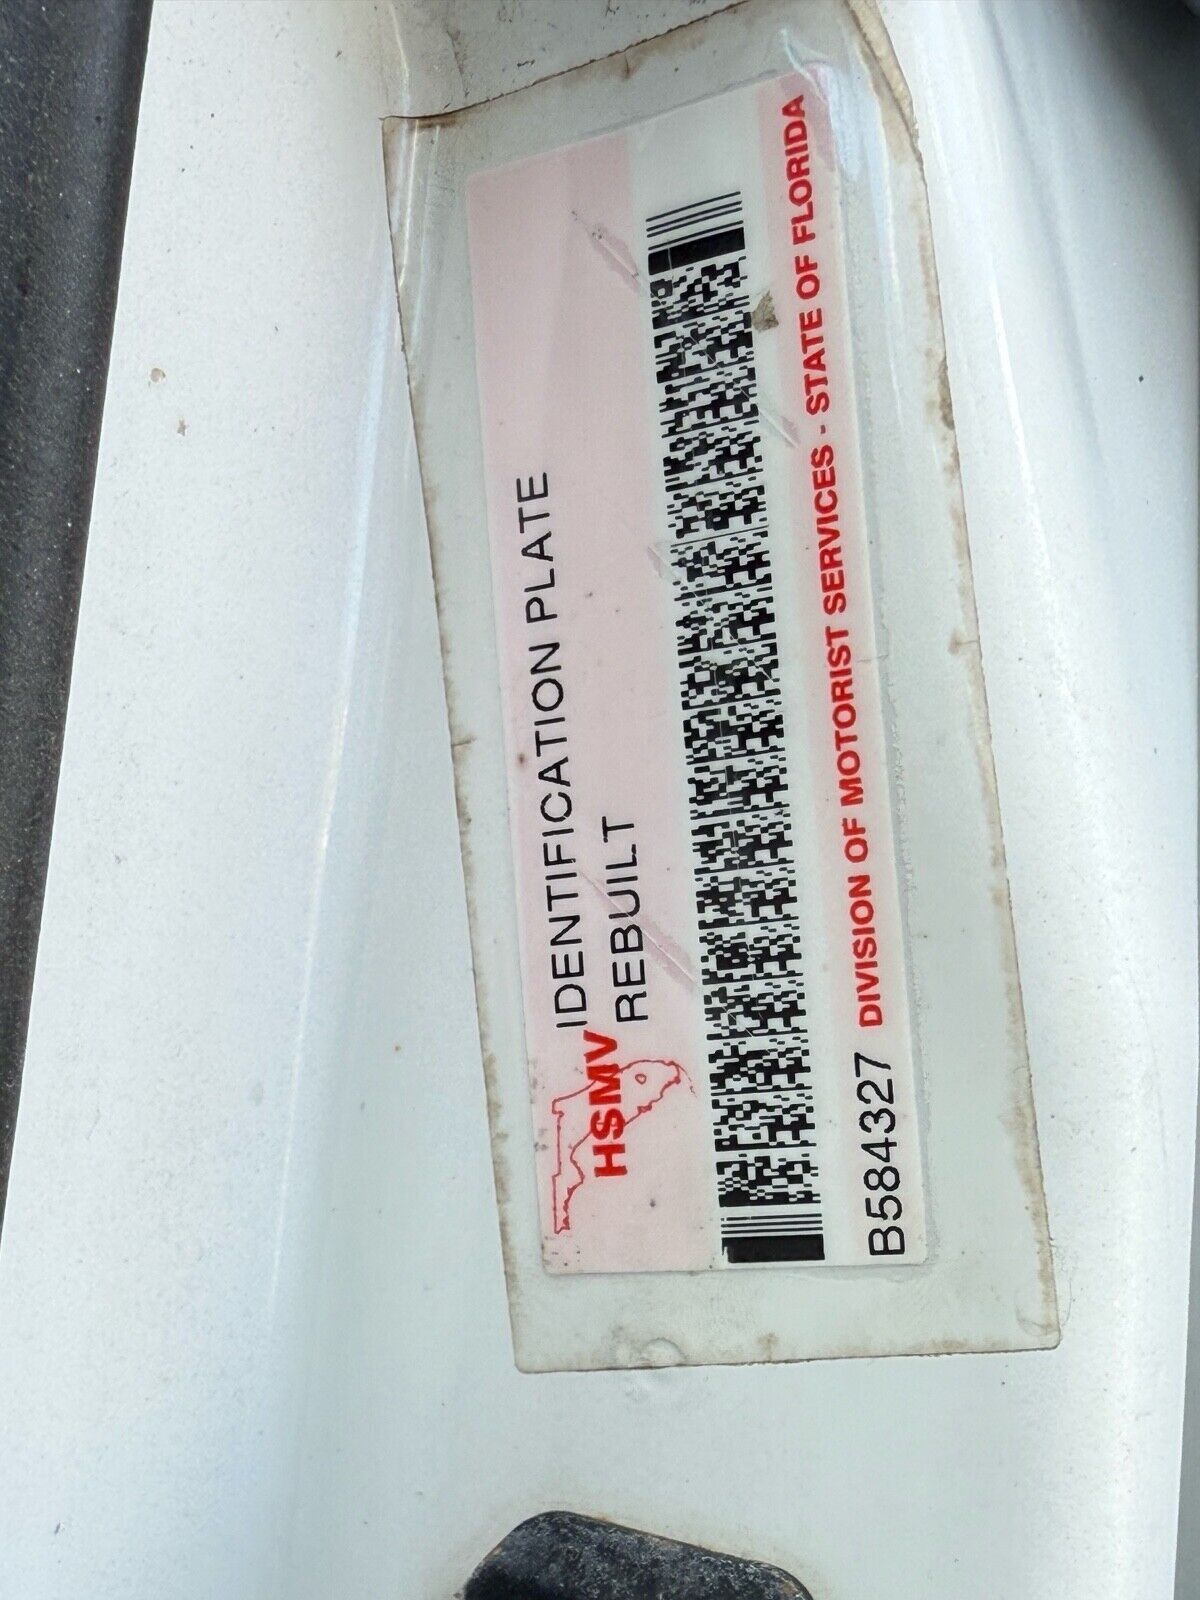 IDENTIFICATION PLATE
REBUILT
HSMV
B584327 DIVISION OF MOTORIST SERVICES - STATE OF FLORIDA